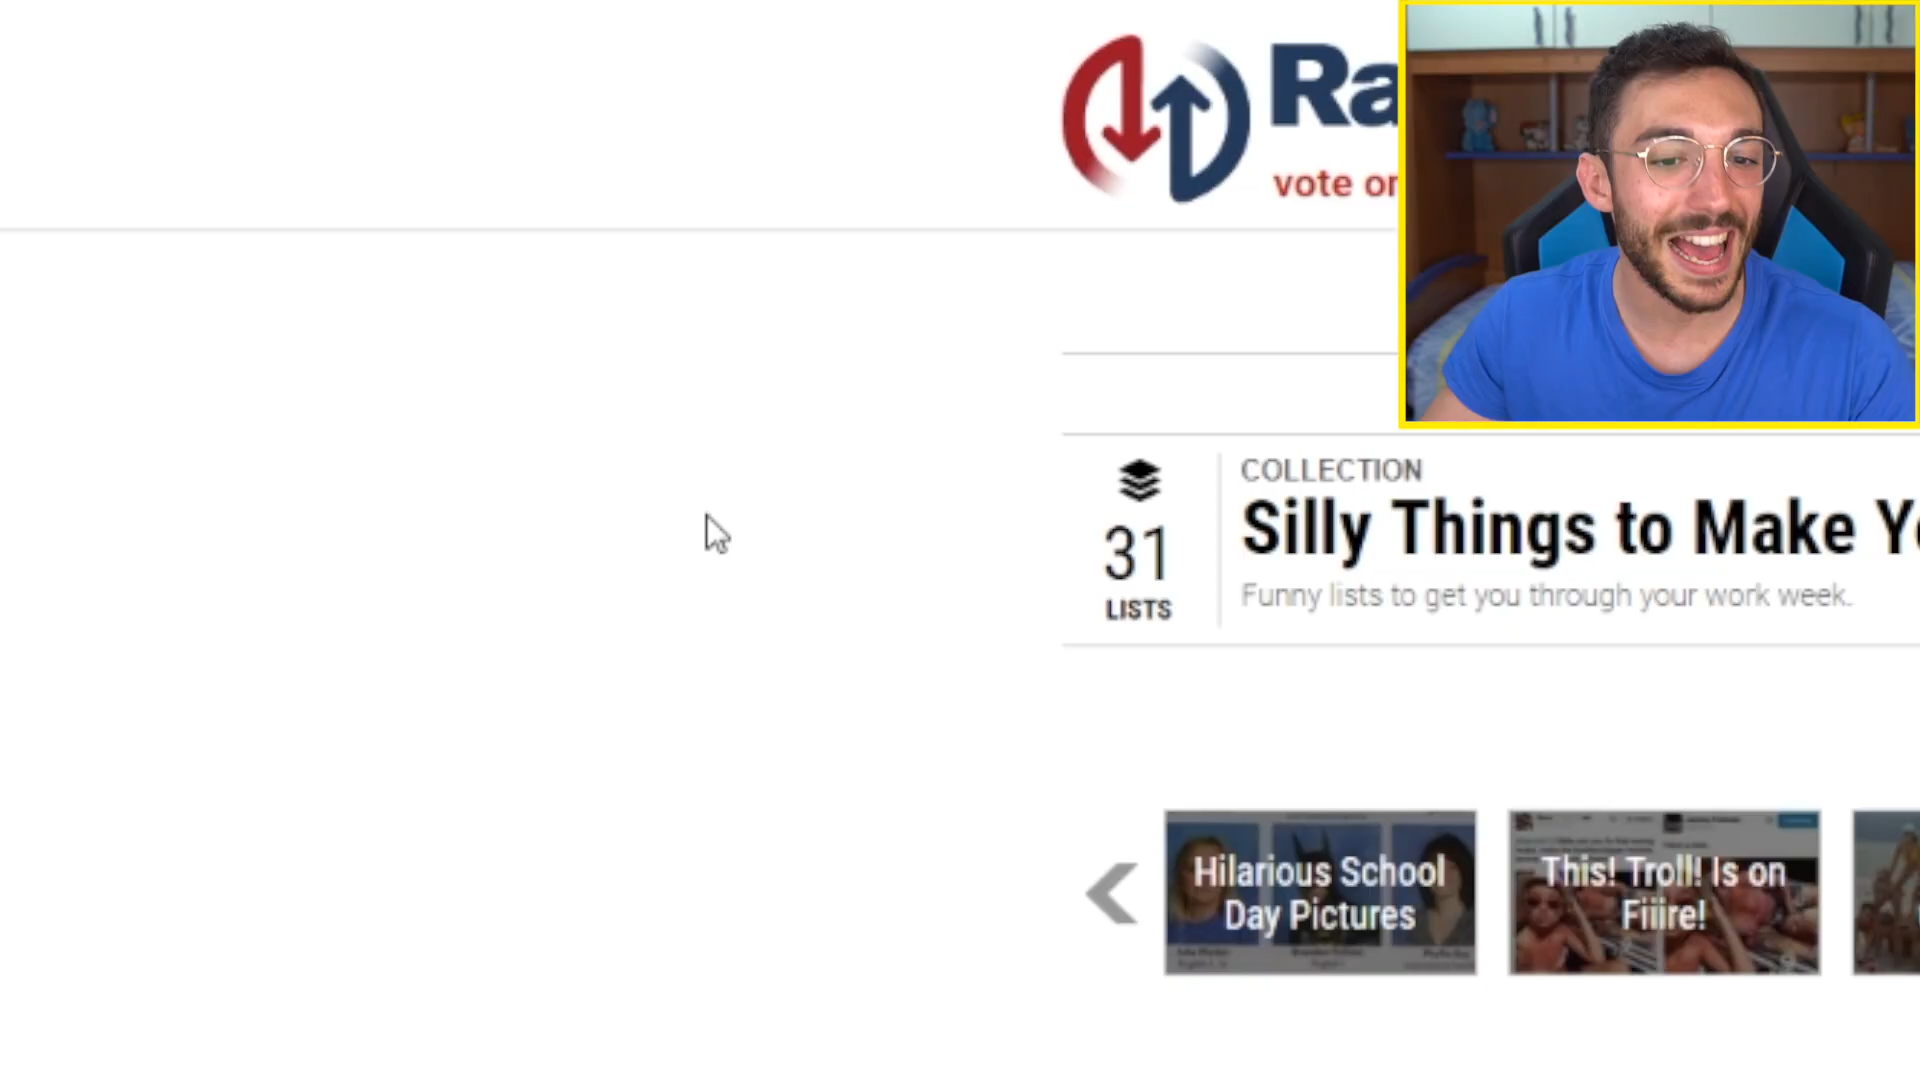 Ra
vote or
COLLECTION
Silly Things to Make Y
31
LISTS
Funny lists to get you through your work week.
Hilarious School
Day Pictures
This! Troll! Is on
Fiiire!